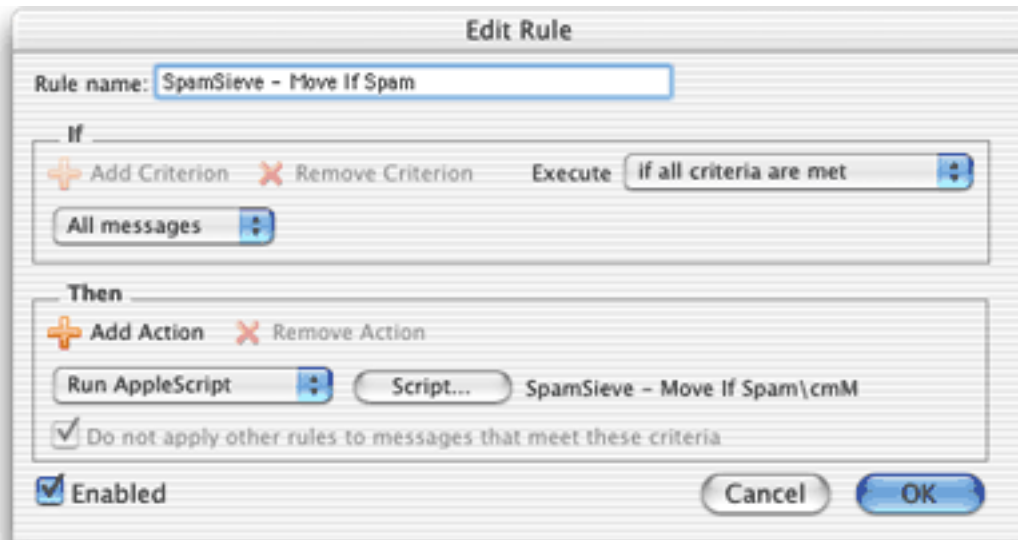 Edit Rule
Rule name: SpamSieve - Move If Spam
If
Add Criterion Remove Criterion Execute if all criteria are met
All messages
Then
Add Action Remove Action
Run AppleScript Script... SpamSieve - Move If Spam\cmM
Do not apply other rules to messages that meet these criteria
Enabled Cancel OK